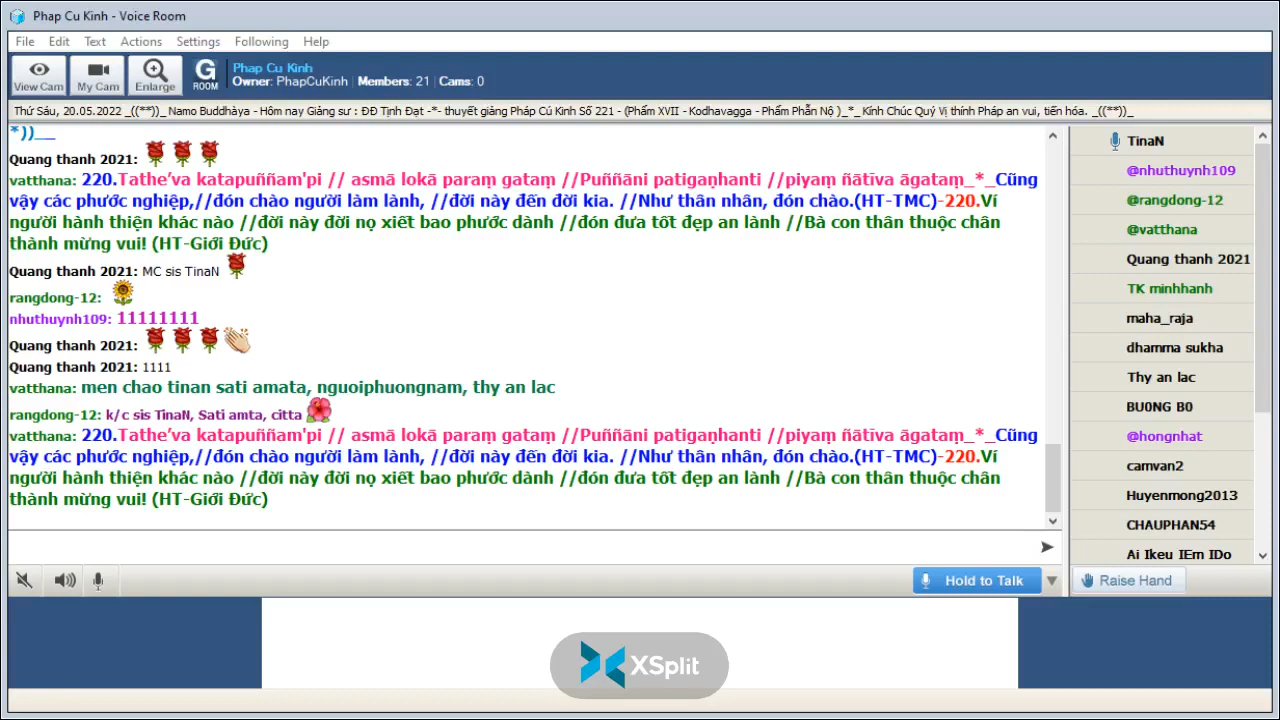 Phap Cu Kinh - Voice Room
File Edit Text Actions Settings Following Help
View Cam My Cam Enlarge G ROOM
Phap Cu Kinh
Owner: PhapCuKinh Members: 21 Cams: 0
Thứ Sáu, 20.05.2022 _((**))_ Namo Buddhàya - Hôm nay Giảng sư : ĐĐ Tịnh Đạt -*- thuyết giảng Pháp Cú Kinh Số 221 - (Phẩm XVII - Kodhavagga - Phẩm Phẫn Nộ )_*_ Kính Chúc Quý Vị thính Pháp an vui, tiến hóa. _((**))_
*))__
Quang thanh 2021:
vatthana: 220.Tathe’va katapuññam'pi // asmā lokā paraṃ gataṃ //Puññāni patigaṇhanti //piyaṃ ñātīva āgataṃ_*_Cũng
vậy các phước nghiệp,//đón chào người làm lành, //đời này đến đời kia. //Như thân nhân, đón chào.(HT-TMC)-220.Ví
người hành thiện khác nào //đời này đời nọ xiết bao phước dành //đón đưa tốt đẹp an lành //Bà con thân thuộc chân
thành mừng vui! (HT-Giới Đức)
Quang thanh 2021: MC sis TinaN
rangdong-12:
nhuthuynh109: 11111111
Quang thanh 2021:
Quang thanh 2021: 1111
vatthana: men chao tinan sati amata, nguoiphuongnam, thy an lac
rangdong-12: k/c sis TinaN, Sati amta, citta
vatthana: 220.Tathe’va katapuññam'pi // asmā lokā paraṃ gataṃ //Puññāni patigaṇhanti //piyaṃ ñātīva āgataṃ_*_Cũng
vậy các phước nghiệp,//đón chào người làm lành, //đời này đến đời kia. //Như thân nhân, đón chào.(HT-TMC)-220.Ví
người hành thiện khác nào //đời này đời nọ xiết bao phước dành //đón đưa tốt đẹp an lành //Bà con thân thuộc chân
thành mừng vui! (HT-Giới Đức)
TinaN
@nhuthuynh109
@rangdong-12
@vatthana
Quang thanh 2021
TK minhhanh
maha_raja
dhamma sukha
Thy an lac
BU0NG B0
@hongnhat
camvan2
Huyenmong2013
CHAUPHAN54
Ai Ikeu IEm IDo
Hold to Talk
Raise Hand
XSplit